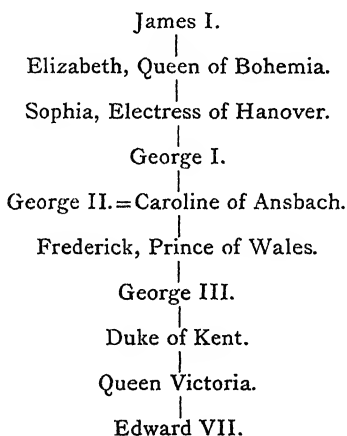 James I.
Elizabeth, Queen of Bohemia.
Sophia, Electress of Hanover.
George I.
George II.=Caroline of Ansbach.
Frederick, Prince of Wales.
George III.
Duke of Kent.
Queen Victoria.
Edward VII.